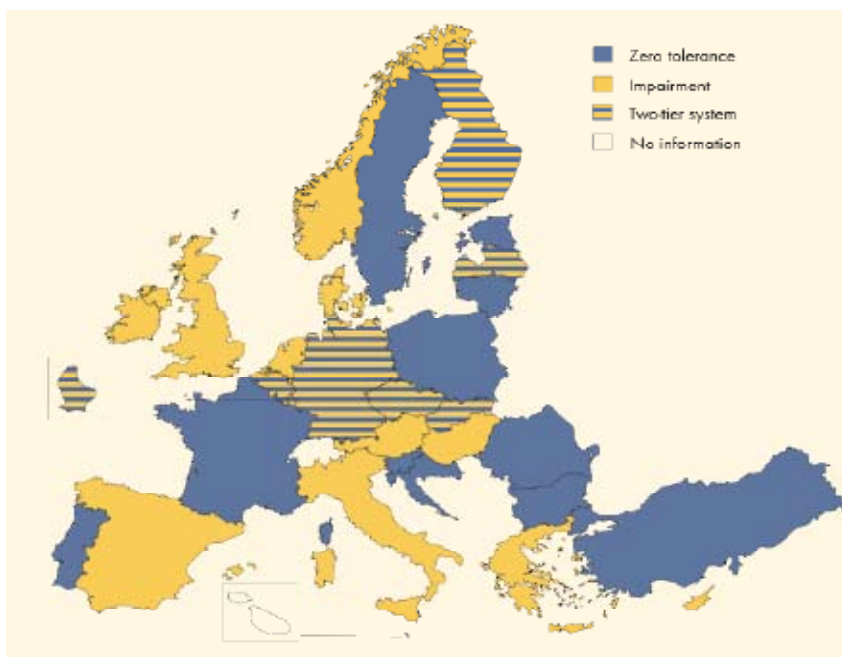 Zero tolerance
Impairment
Two-tier system
No information